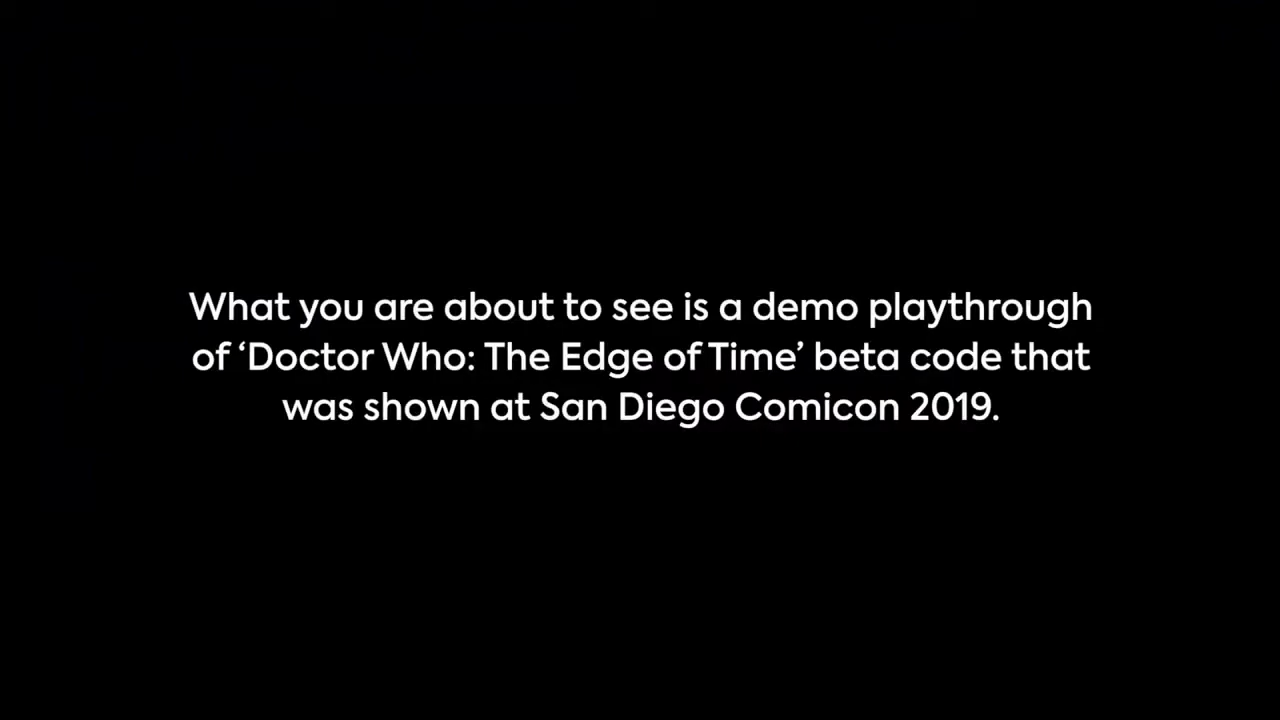 What you are about to see is a demo playthrough
of ‘Doctor Who: The Edge of Time’ beta code that
was shown at San Diego Comicon 2019.